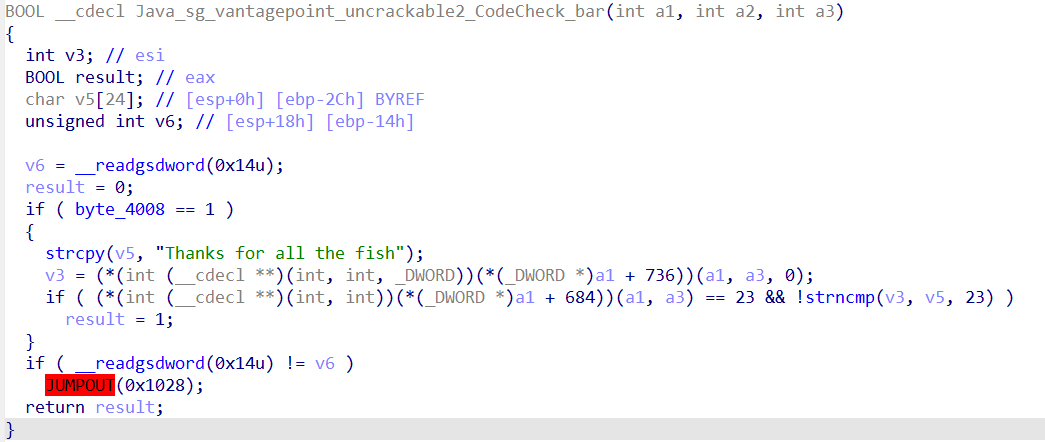 BOOL __cdecl Java_sg_vantagepoint_uncrackable2_CodeCheck_bar(int a1, int a2, int a3)
{
  int v3; // esi
  BOOL result; // eax
  char v5[24]; // [esp+0h] [ebp-2Ch] BYREF
  unsigned int v6; // [esp+18h] [ebp-14h]

  v6 = __readgsdword(0x14u);
  result = 0;
  if ( byte_4008 == 1 )
  {
    strcpy(v5, "Thanks for all the fish");
    v3 = (*(int (__cdecl **)(int, int, _DWORD))(*(_DWORD *)a1 + 736))(a1, a3, 0);
    if ( (*(int (__cdecl **)(int, int))(*(_DWORD *)a1 + 684))(a1, a3) == 23 && !strncmp(v3, v5, 23) )
      result = 1;
  }
  if ( __readgsdword(0x14u) != v6 )
    JUMPOUT(0x1028);
  return result;
}